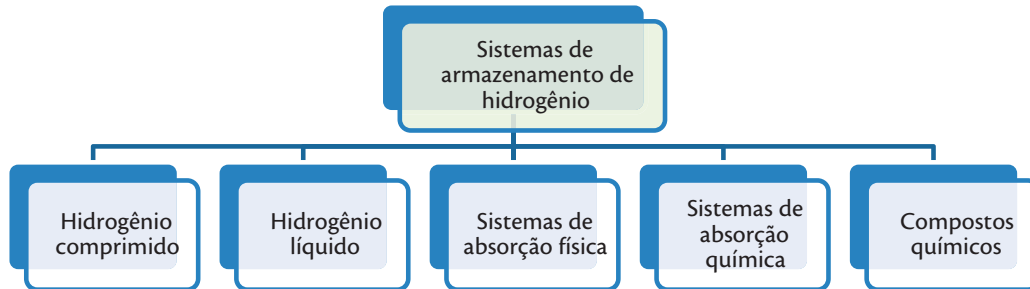 Sistemas de
armazenamento de
hidrogênio
Hidrogênio
comprimido
Hidrogênio
líquido
Sistemas de
absorção física
Sistemas de
absorção
química
Compostos
químicos